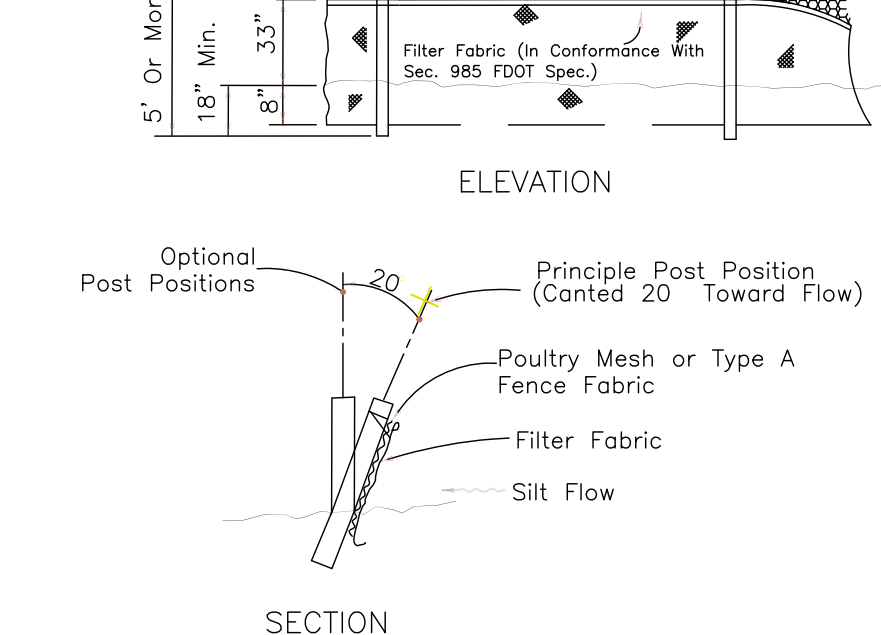 5' Or Mor
18" Min.
33"
8"
Filter Fabric (In Conformance With
Sec. 985 FDOT Spec.)
ELEVATION
Optional
Post Positions
20
Principle Post Position
(Canted 20 Toward Flow)
Poultry Mesh or Type A
Fence Fabric
Filter Fabric
Silt Flow
SECTION